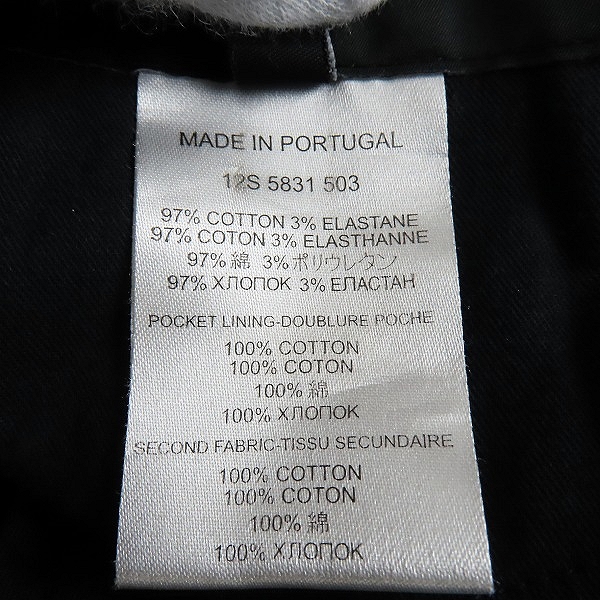 MADE IN PORTUGAL
12S 5831 503
97% COTTON 3% ELASTANE
97% COTON 3% ELASTHANNE
97% 綿 3% ポリウレタン
97% ХЛОПОК 3% ЕЛАСТАН
POCKET LINING-DOUBLURE POCHE
100% COTTON
100% COTON
100% 綿
100% ХЛОПОК
SECOND FABRIC-TISSU SECUNDAIRE
100% COTTON
100% COTON
100% 綿
100% ХЛОПОК